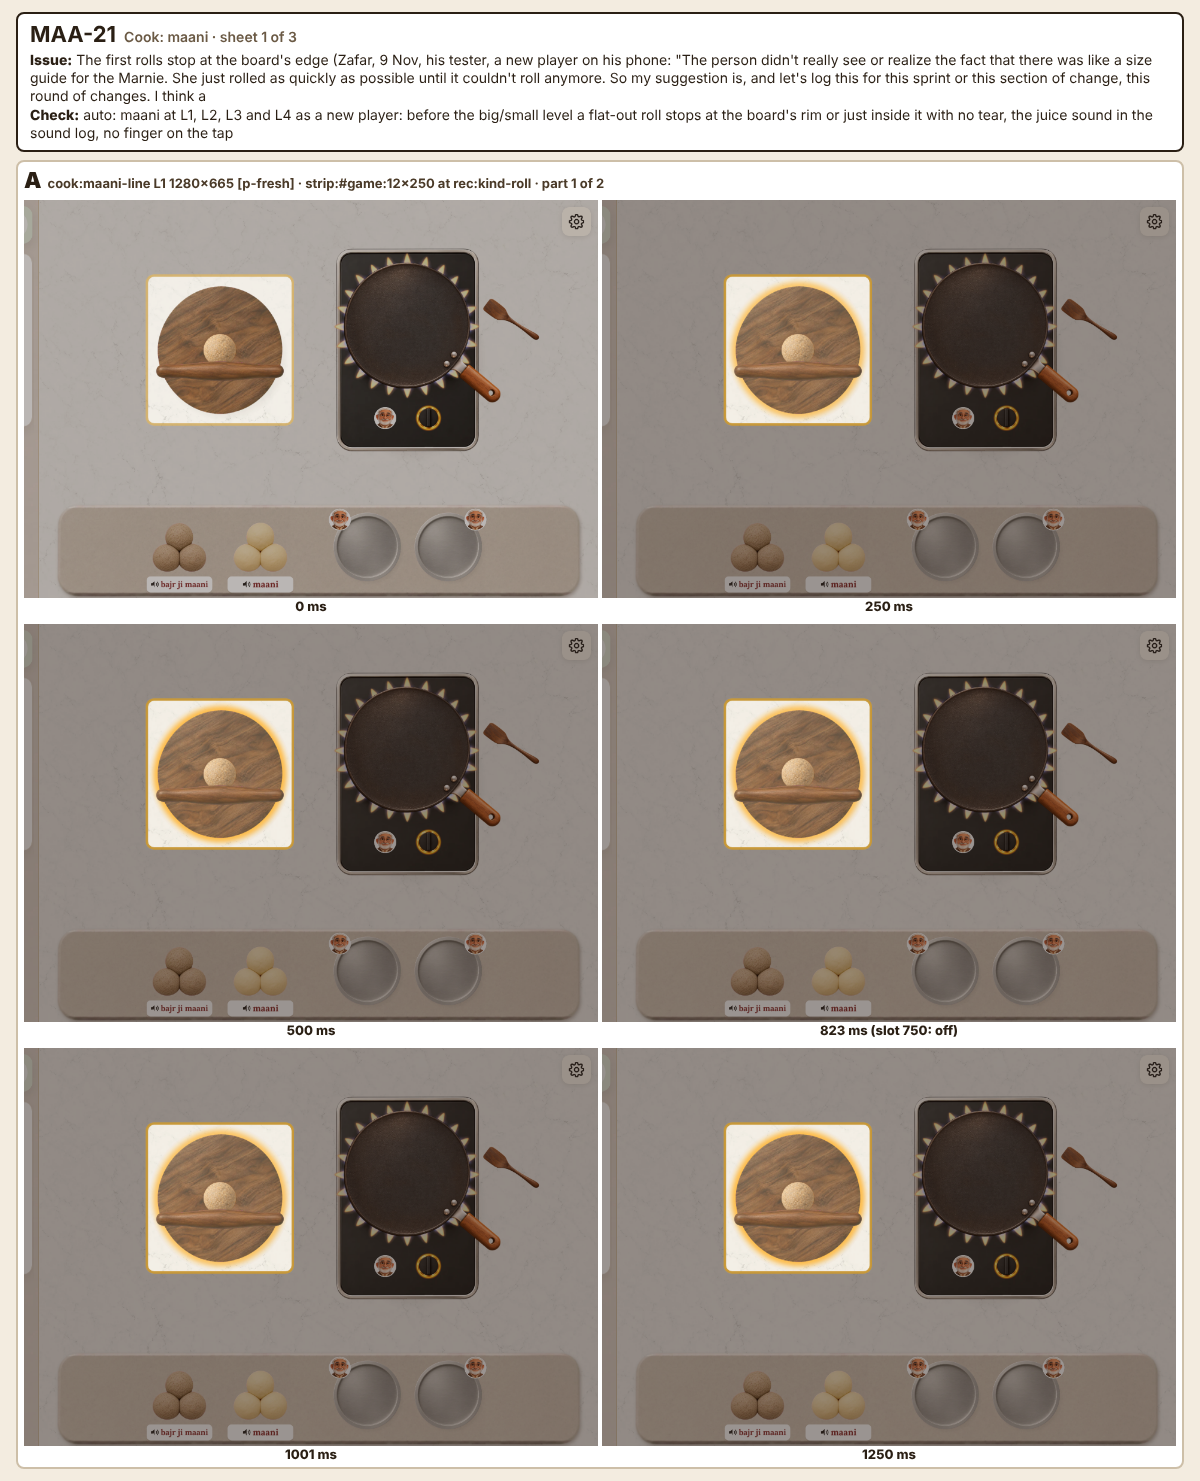 MAA-21 Cook: maani · sheet 1 of 3
Issue: The first rolls stop at the board's edge (Zafar, 9 Nov, his tester, a new player on his phone: "The person didn't really see or realize the fact that there was like a size
guide for the Marnie. She just rolled as quickly as possible until it couldn't roll anymore. So my suggestion is, and let's log this for this sprint or this section of change, this
round of changes. I think a
Check: auto: maani at L1, L2, L3 and L4 as a new player: before the big/small level a flat-out roll stops at the board's rim or just inside it with no tear, the juice sound in the
sound log, no finger on the tap
A cook:maani-line L1 1280×665 [p-fresh] · strip:#game:12×250 at rec:kind-roll · part 1 of 2
bajr ji maani
maani
bajr ji maani
maani
0 ms
250 ms
bajr ji maani
maani
bajr ji maani
maani
500 ms
823 ms (slot 750: off)
bajr ji maani
maani
bajr ji maani
maani
1001 ms
1250 ms